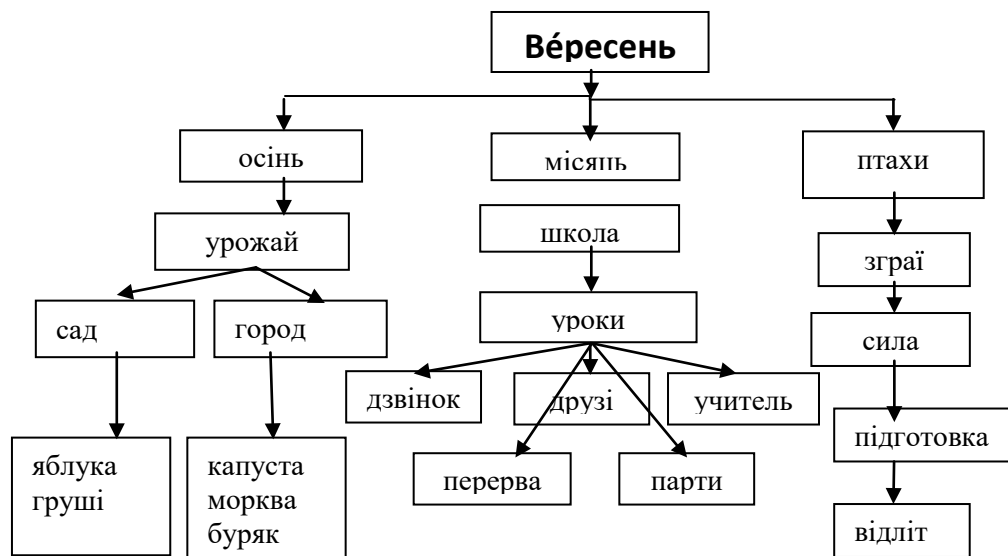 Ве́ресень
осінь
місяць
птахи
урожай
школа
зграї
сад
город
уроки
сила
дзвінок
друзі
учитель
підготовка
яблука
груші
капуста
морква
буряк
перерва
парти
відліт